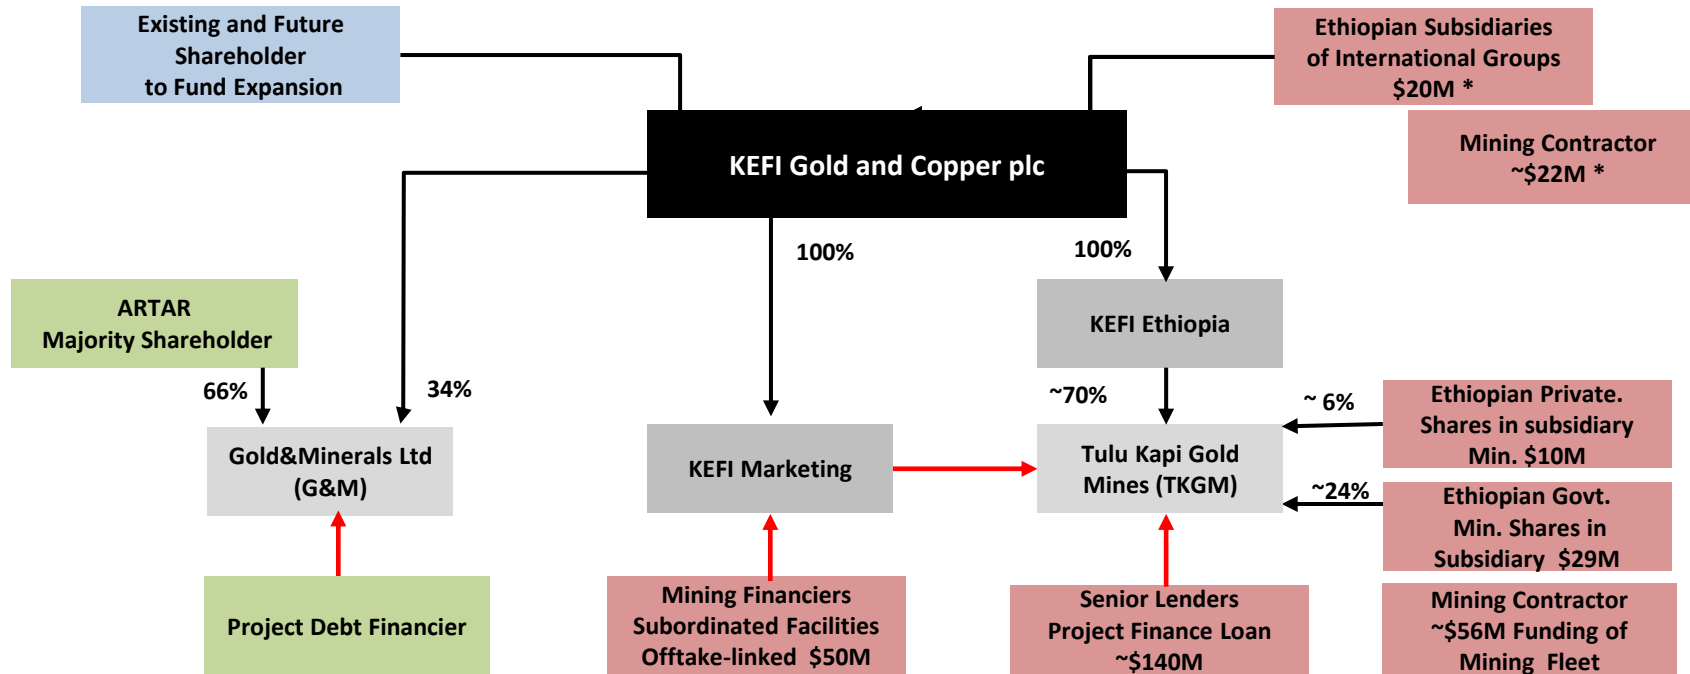 Existing and Future
Shareholder
to Fund Expansion
Ethiopian Subsidiaries
of International Groups
$20M *
Mining Contractor
~$22M *
KEFI Gold and Copper plc
100%
100%
ARTAR
Majority Shareholder
KEFI Ethiopia
66%
34%
~70%
~ 6%
Ethiopian Private.
Shares in subsidiary
Min. $10M
Gold&Minerals Ltd
(G&M)
KEFI Marketing
Tulu Kapi Gold
Mines (TKGM)
~24%
Ethiopian Govt.
Min. Shares in
Subsidiary $29M
Project Debt Financier
Mining Financiers
Subordinated Facilities
Offtake-linked $50M
Senior Lenders
Project Finance Loan
~$140M
Mining Contractor
~$56M Funding of
Mining Fleet